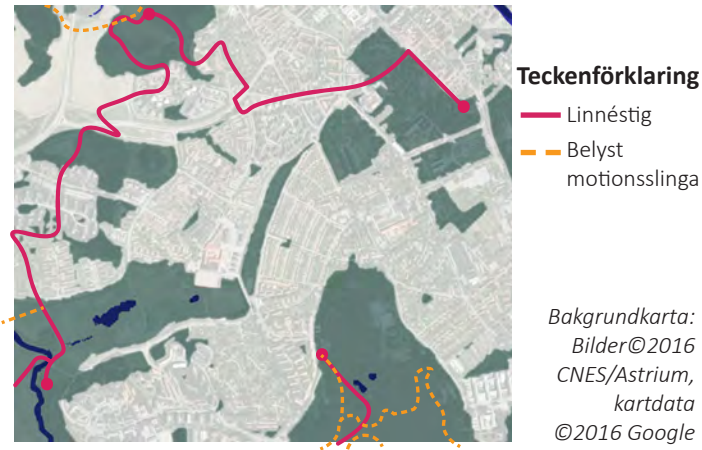 Teckenförklaring
Linnéstig
Belyst
motionsslinga
Bakgrundkarta:
Bilder©2016
CNES/Astrium,
kartdata
©2016 Google